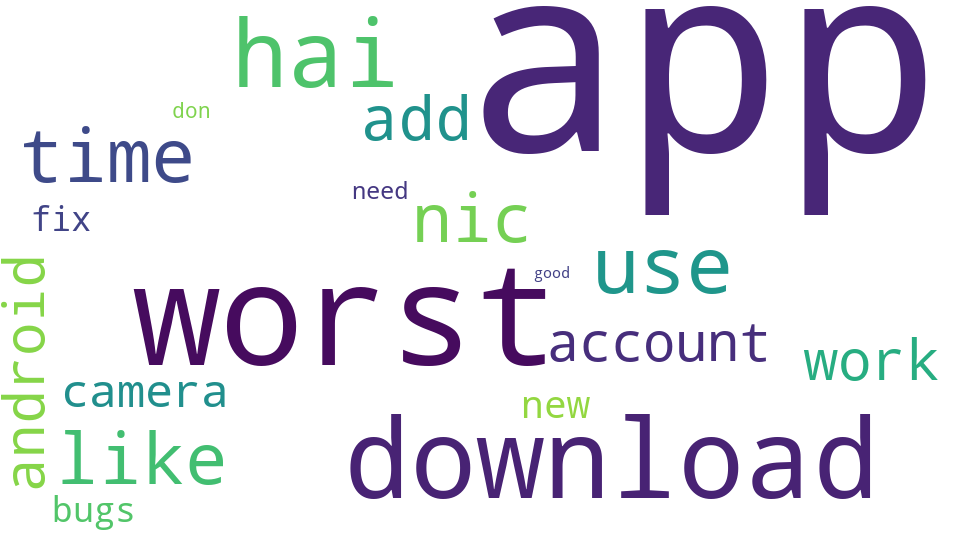 app
hai
add
don
time
need
nic
fix
use
good
android
worst
account
work
camera
new
download
like
bugs